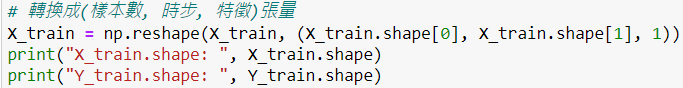 # 轉換成(樣本數, 時步, 特徵)張量
X_train = np.reshape(X_train, (X_train.shape[0], X_train.shape[1], 1))
print("X_train.shape: ", X_train.shape)
print("Y_train.shape: ", Y_train.shape)